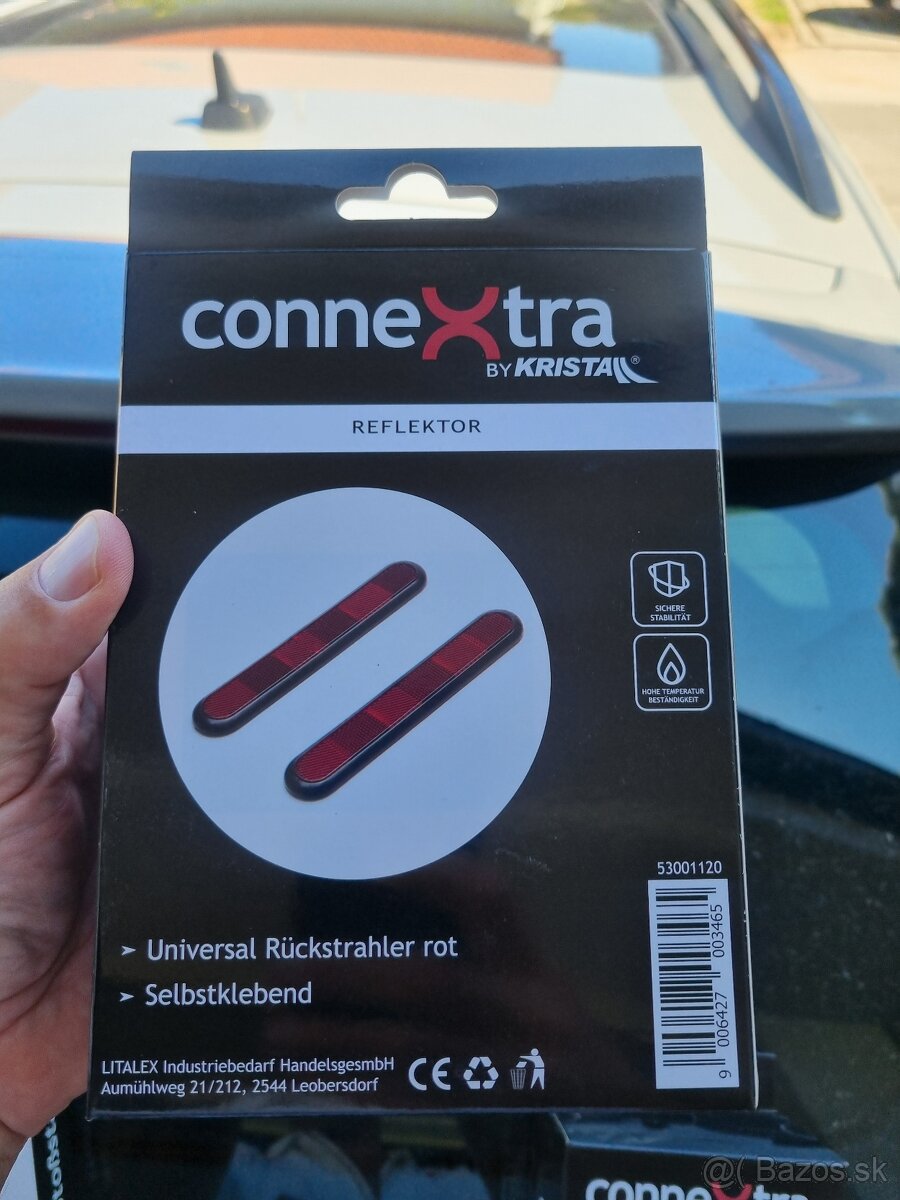 conneXtra
BY KRISTALL®
REFLEKTOR
SICHERE
STABILITÄT
HOHE TEMPERATUR
BESTÄNDIGKEIT
53001120
9 006427 003465
➢ Universal Rückstrahler rot
➢ Selbstklebend
LITALEX Industriebedarf HandelsgesmbH
Aumühlweg 21/212, 2544 Leobersdorf
CE
conneXtra
@( Bazos.sk